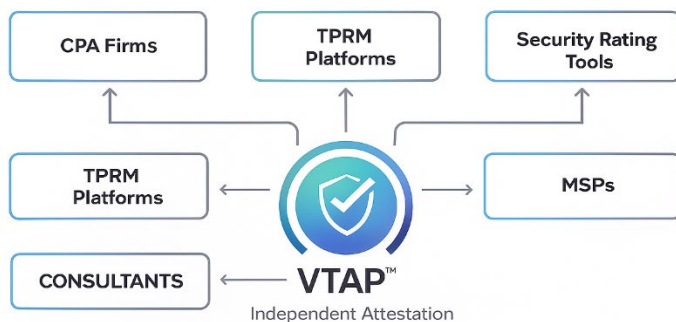 CPA Firms
TPRM
Platforms
Security Rating
Tools
TPRM
Platforms
MSPs
CONSULTANTS
VTAP™
Independent Attestation